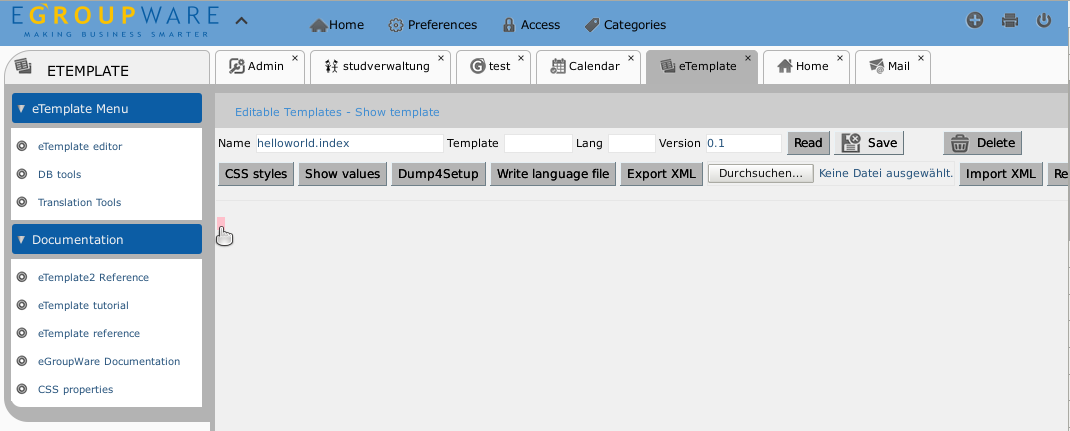 EGROUPWARE
MAKING BUSINESS SMARTER
Home Preferences Access Categories
ETEMPLATE
Admin × studverwaltung × test × Calendar × eTemplate × Home × Mail ×
eTemplate Menu
eTemplate editor
DB tools
Translation Tools
Documentation
eTemplate2 Reference
eTemplate tutorial
eTemplate reference
eGroupWare Documentation
CSS properties
Editable Templates - Show template
Name helloworld.index Template Lang Version 0.1 Read Save Delete
CSS styles Show values Dump4Setup Write language file Export XML Durchsuchen... Keine Datei ausgewählt. Import XML Re